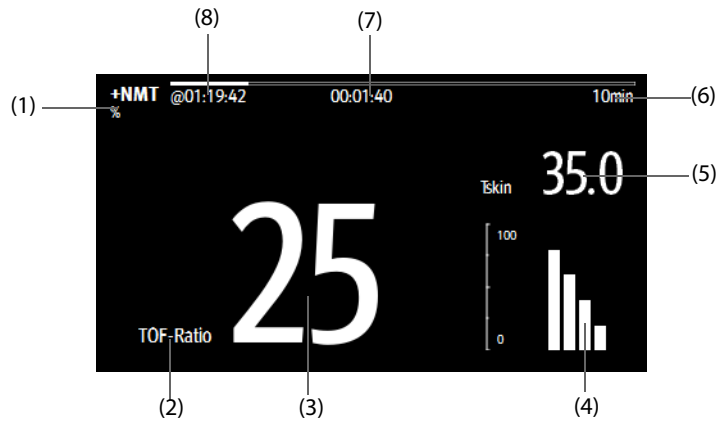 (8) (7)
+NMT @01:19:42 00:01:40 10min (6)
(1) %
Tskin 35.0 (5)
100
25
TOF-Ratio
0
(2) (3) (4)